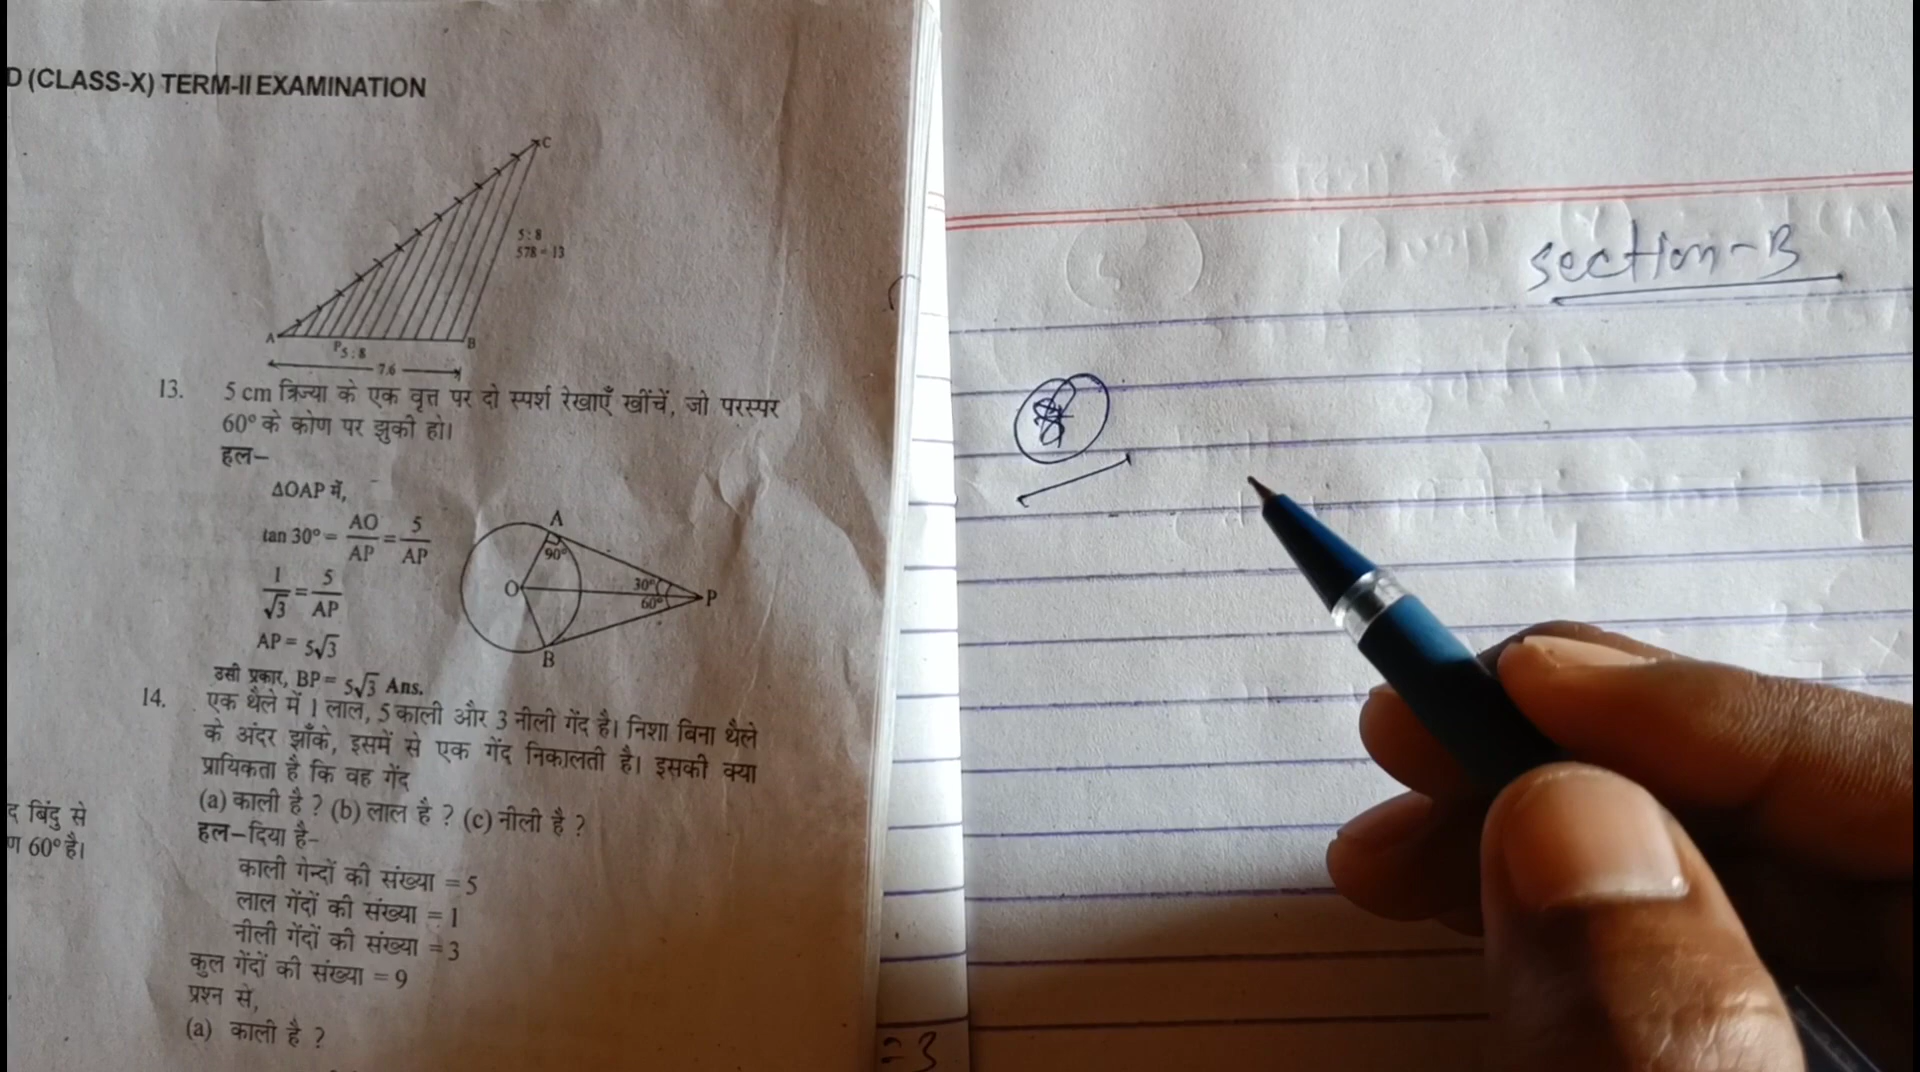 D (CLASS-X) TERM-II EXAMINATION
C
5 : 8
578 = 13
A
P
5 : 8
B
7.6
13. 5 cm त्रिज्या के एक वृत्त पर दो स्पर्श रेखाएँ खींचें, जो परस्पर
60° के कोण पर झुकी हो।
हल–
ΔOAP में,
tan 30° = AO/AP = 5/AP
1/√3 = 5/AP
AP = 5√3
उसी प्रकार, BP = 5√3 Ans.
A
90°
O
30°
60°
P
B
14. एक थैले में 1 लाल, 5 काली और 3 नीली गेंद है। निशा बिना थैले
के अंदर झाँके, इसमें से एक गेंद निकालती है। इसकी क्या
प्रायिकता है कि वह गेंद
(a) काली है ? (b) लाल है ? (c) नीली है ?
हल–दिया है–
काली गेन्दों की संख्या = 5
लाल गेंदों की संख्या = 1
नीली गेंदों की संख्या = 3
कुल गेंदों की संख्या = 9
प्रश्न से,
(a) काली है ?
द बिंदु से
ण 60° है।
= 3
Section-B